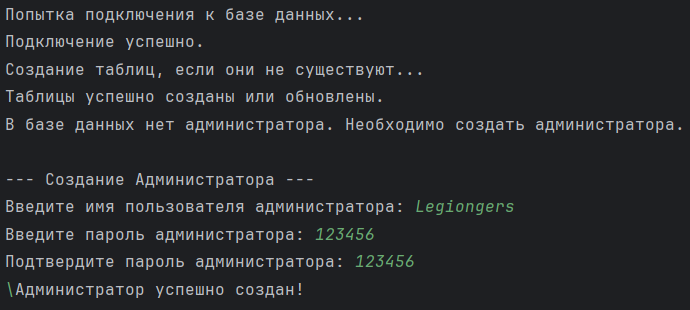 Попытка подключения к базе данных...
Подключение успешно.
Создание таблиц, если они не существуют...
Таблицы успешно созданы или обновлены.
В базе данных нет администратора. Необходимо создать администратора.
--- Создание Администратора ---
Введите имя пользователя администратора: Legiongers
Введите пароль администратора: 123456
Подтвердите пароль администратора: 123456
\Администратор успешно создан!